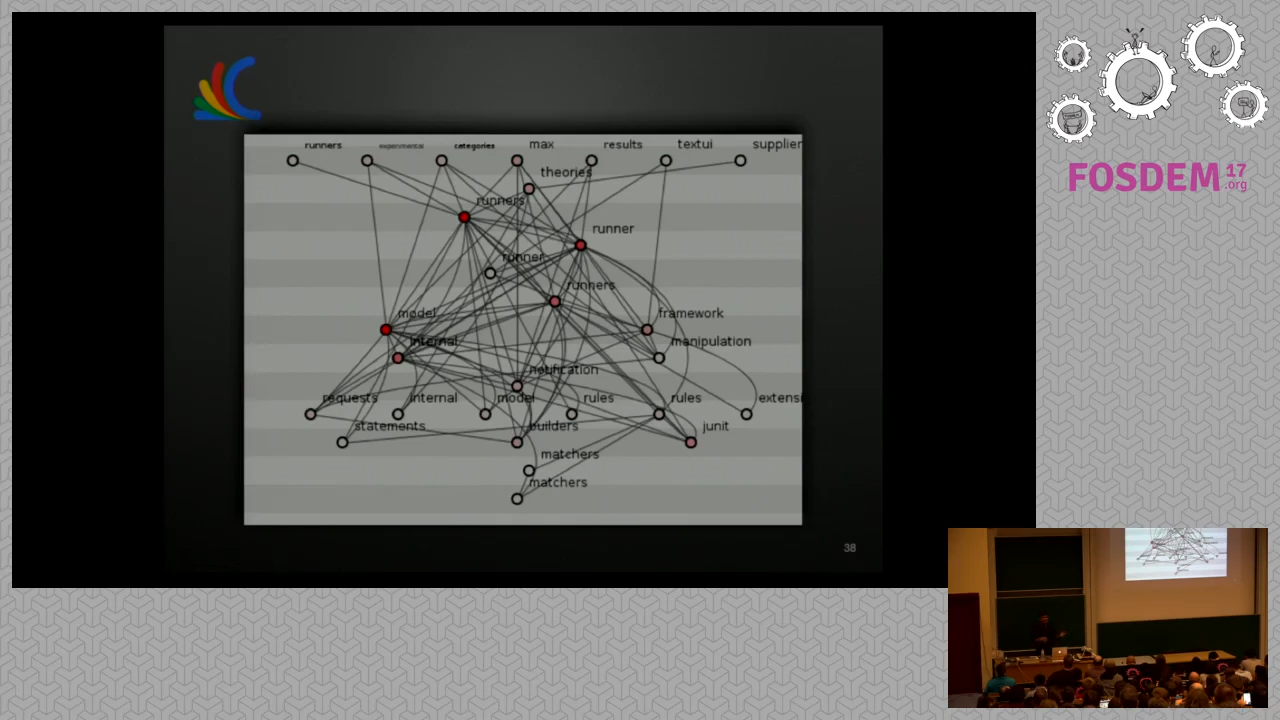 runners experimental categories max results textui supplier
theories
runners
runner
runner
runners
model framework
internal manipulation
notification
requests internal model rules rules extensi
statements builders junit
matchers
matchers
38
FOSDEM 17
.org